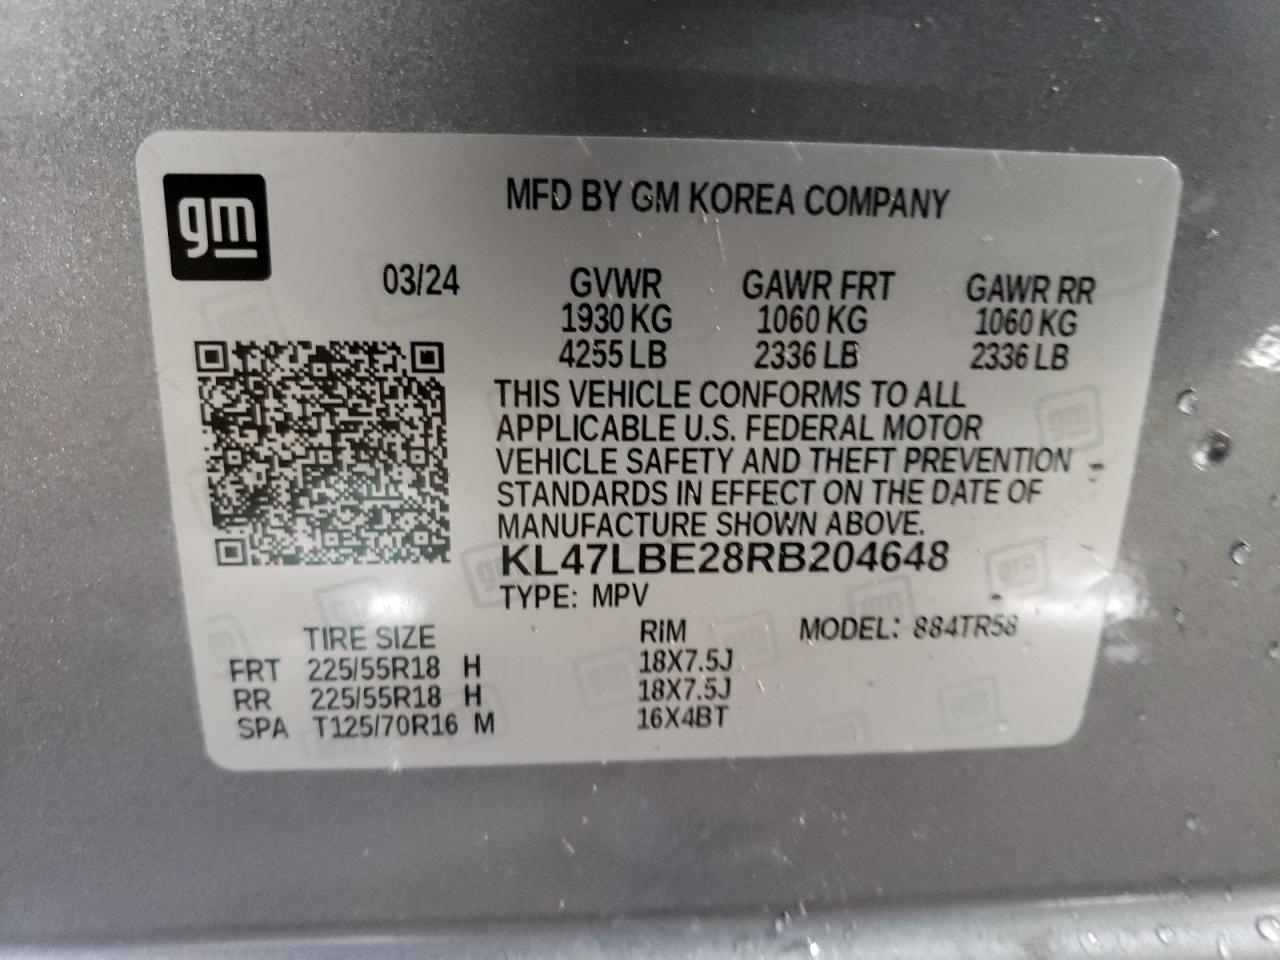 gm
MFD BY GM KOREA COMPANY
03/24 GVWR GAWR FRT GAWR RR
1930 KG 1060 KG 1060 KG
4255 LB 2336 LB 2336 LB
THIS VEHICLE CONFORMS TO ALL
APPLICABLE U.S. FEDERAL MOTOR
VEHICLE SAFETY AND THEFT PREVENTION
STANDARDS IN EFFECT ON THE DATE OF
MANUFACTURE SHOWN ABOVE.
KL47LBE28RB204648
TYPE: MPV
TIRE SIZE RIM MODEL: 884TR58
FRT 225/55R18 H 18X7.5J
RR 225/55R18 H 18X7.5J
SPA T125/70R16 M 16X4BT